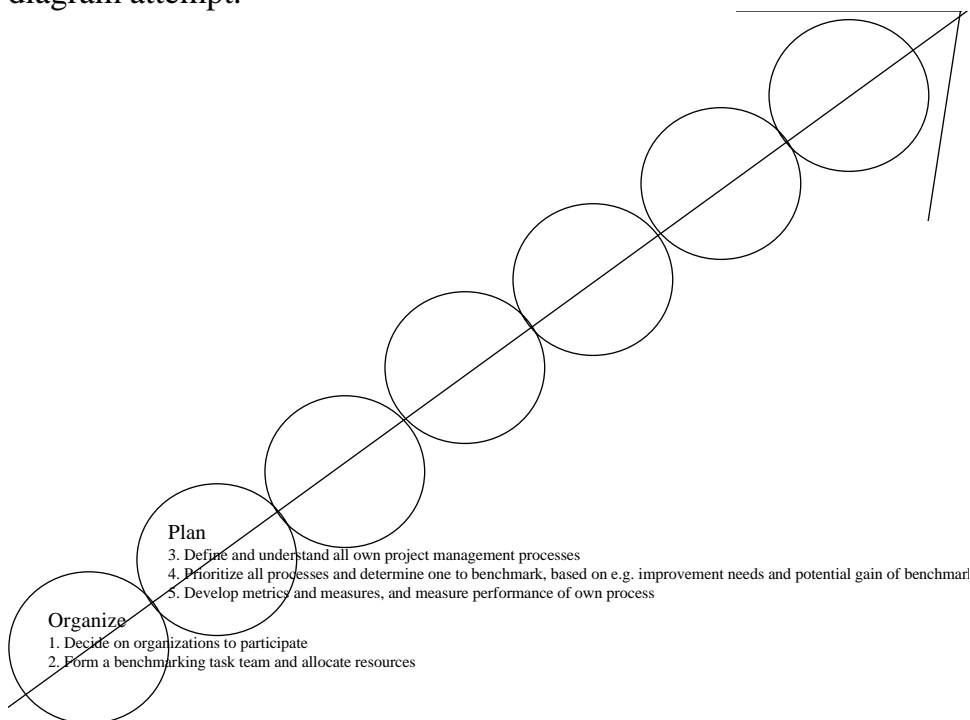 diagram attempt.
Plan
3. Define and understand all own project management processes
4. Prioritize all processes and determine one to benchmark, based on e.g. improvement needs and potential gain of
5. Develop metrics and measures, and measure performance of own process
Organize
1. Decide on organizations to participate
2. Form a benchmarking task team and allocate resources